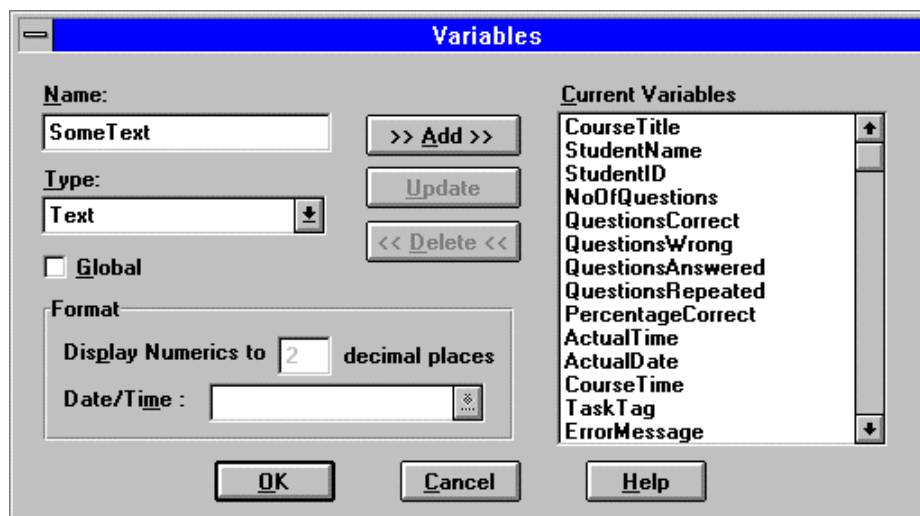 Variables
Name:
SomeText
Type:
Text
Global
>> Add >>
Update
<< Delete <<
Format
Display Numerics to 2 decimal places
Date/Time :
Current Variables
CourseTitle
StudentName
StudentID
NoOfQuestions
QuestionsCorrect
QuestionsWrong
QuestionsAnswered
QuestionsRepeated
PercentageCorrect
ActualTime
ActualDate
CourseTime
TaskTag
ErrorMessage
OK
Cancel
Help